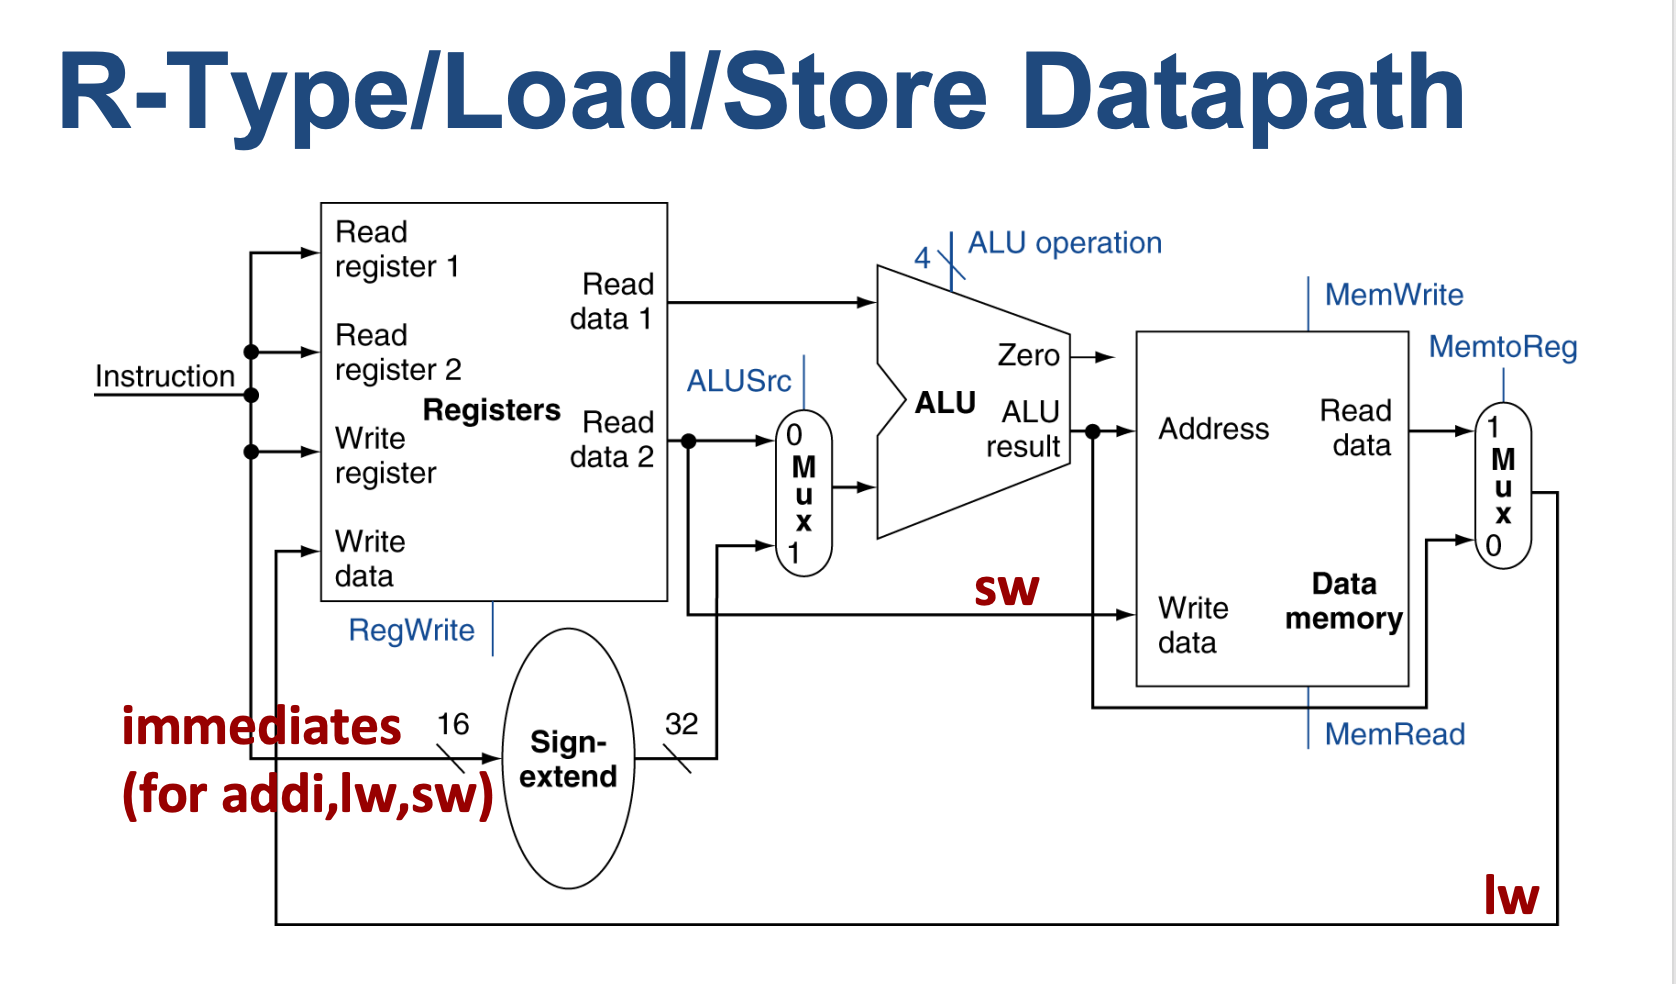 R-Type/Load/Store Datapath
Instruction
Read
register 1
Read
register 2
Registers
Write
register
Write
data
Read
data 1
Read
data 2
RegWrite
ALUSrc
0
M
u
x
1
4
ALU operation
Zero
ALU
ALU
result
MemWrite
Address
Read
data
Write
data
Data
memory
MemRead
MemtoReg
1
M
u
x
0
sw
immediates
(for addi,lw,sw)
16
Sign-
extend
32
lw